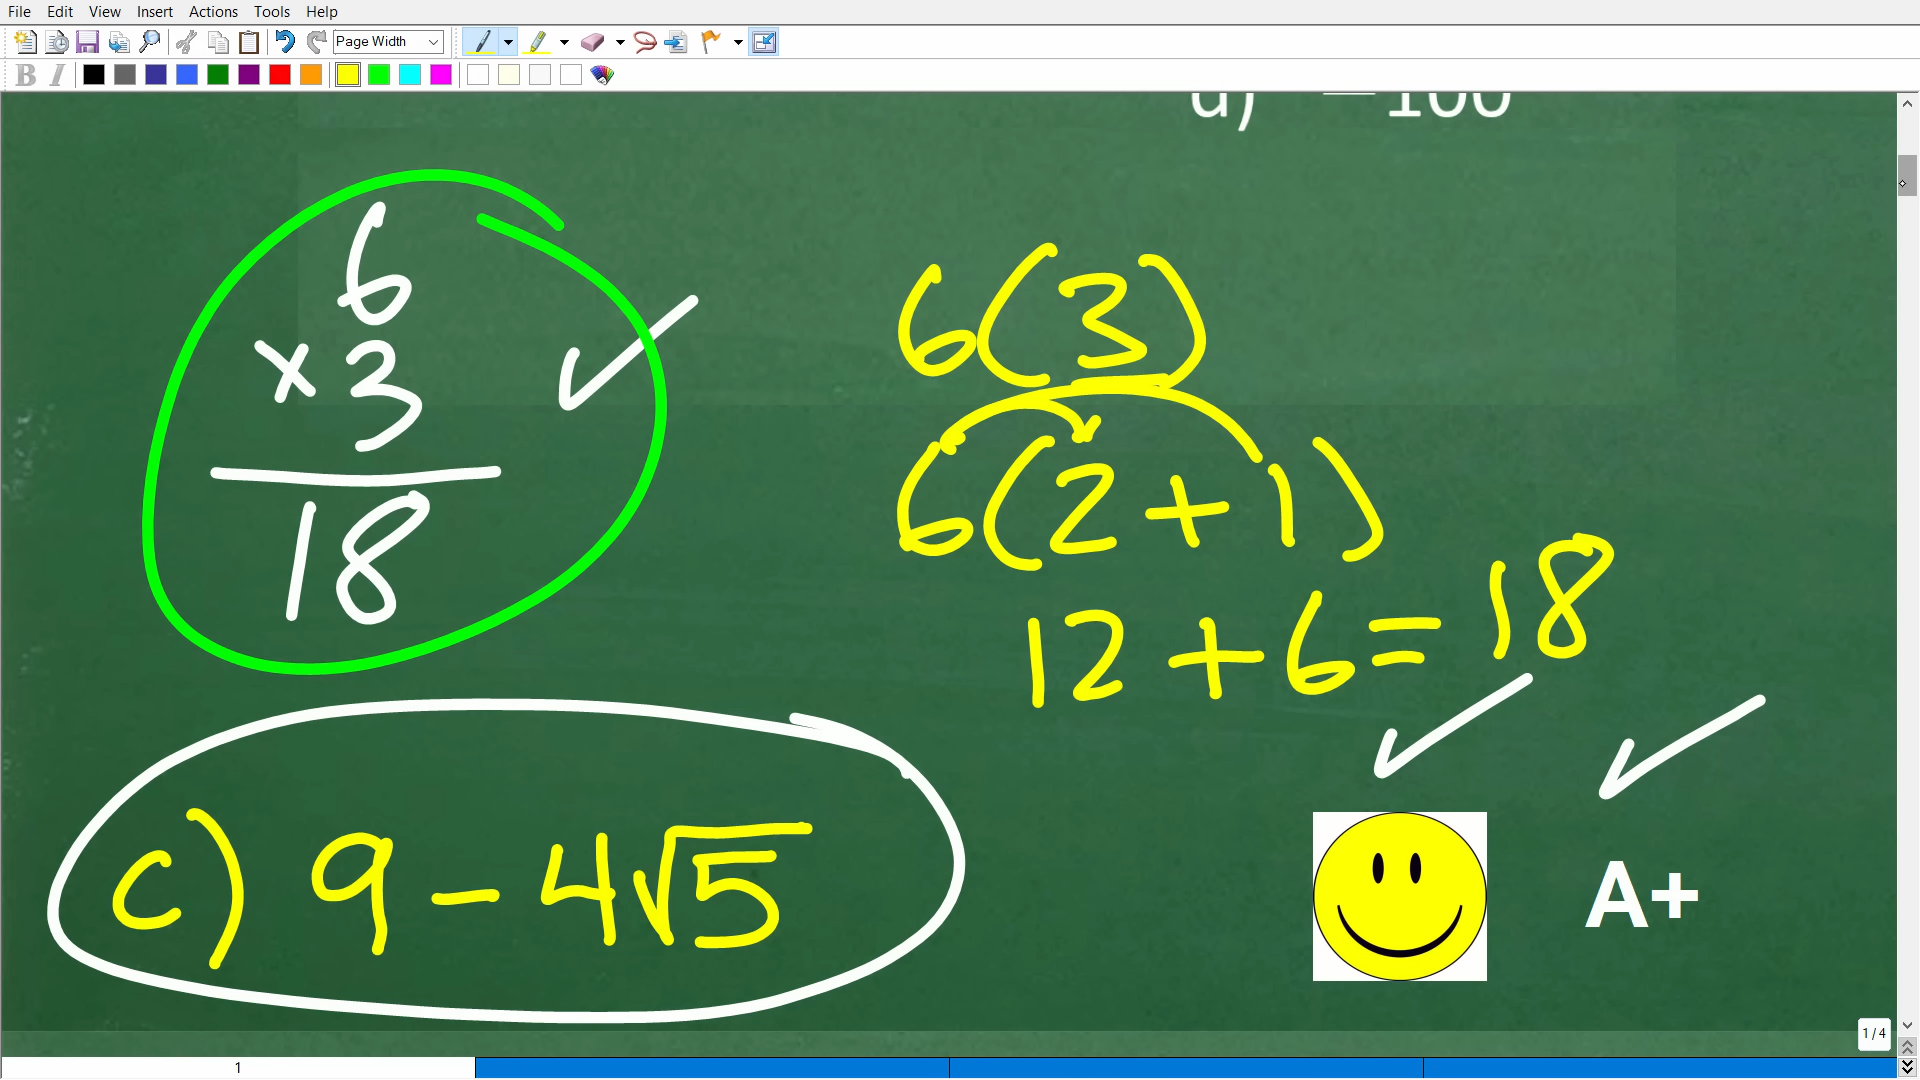 File Edit View Insert Actions Tools Help
Page Width
B I
d) -100
6
× 3
18
6(3)
6(2+1)
12+6=18
c) 9-4√5
A+
1 / 4
1